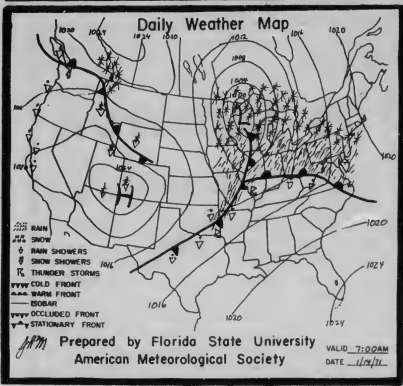 Daily Weather Map
1020
1024
1024
1020
1012
1016
1020
1008
1004
1000
L
1020
1024
H
1016
1016
1020
1020
1024
1024
RAIN
SNOW
RAIN SHOWERS
SNOW SHOWERS
THUNDER STORMS
COLD FRONT
WARM FRONT
ISOBAR
OCCLUDED FRONT
STATIONARY FRONT
Prepared by Florida State University
American Meteorological Society
VALID 7:00AM
DATE 1/14/71